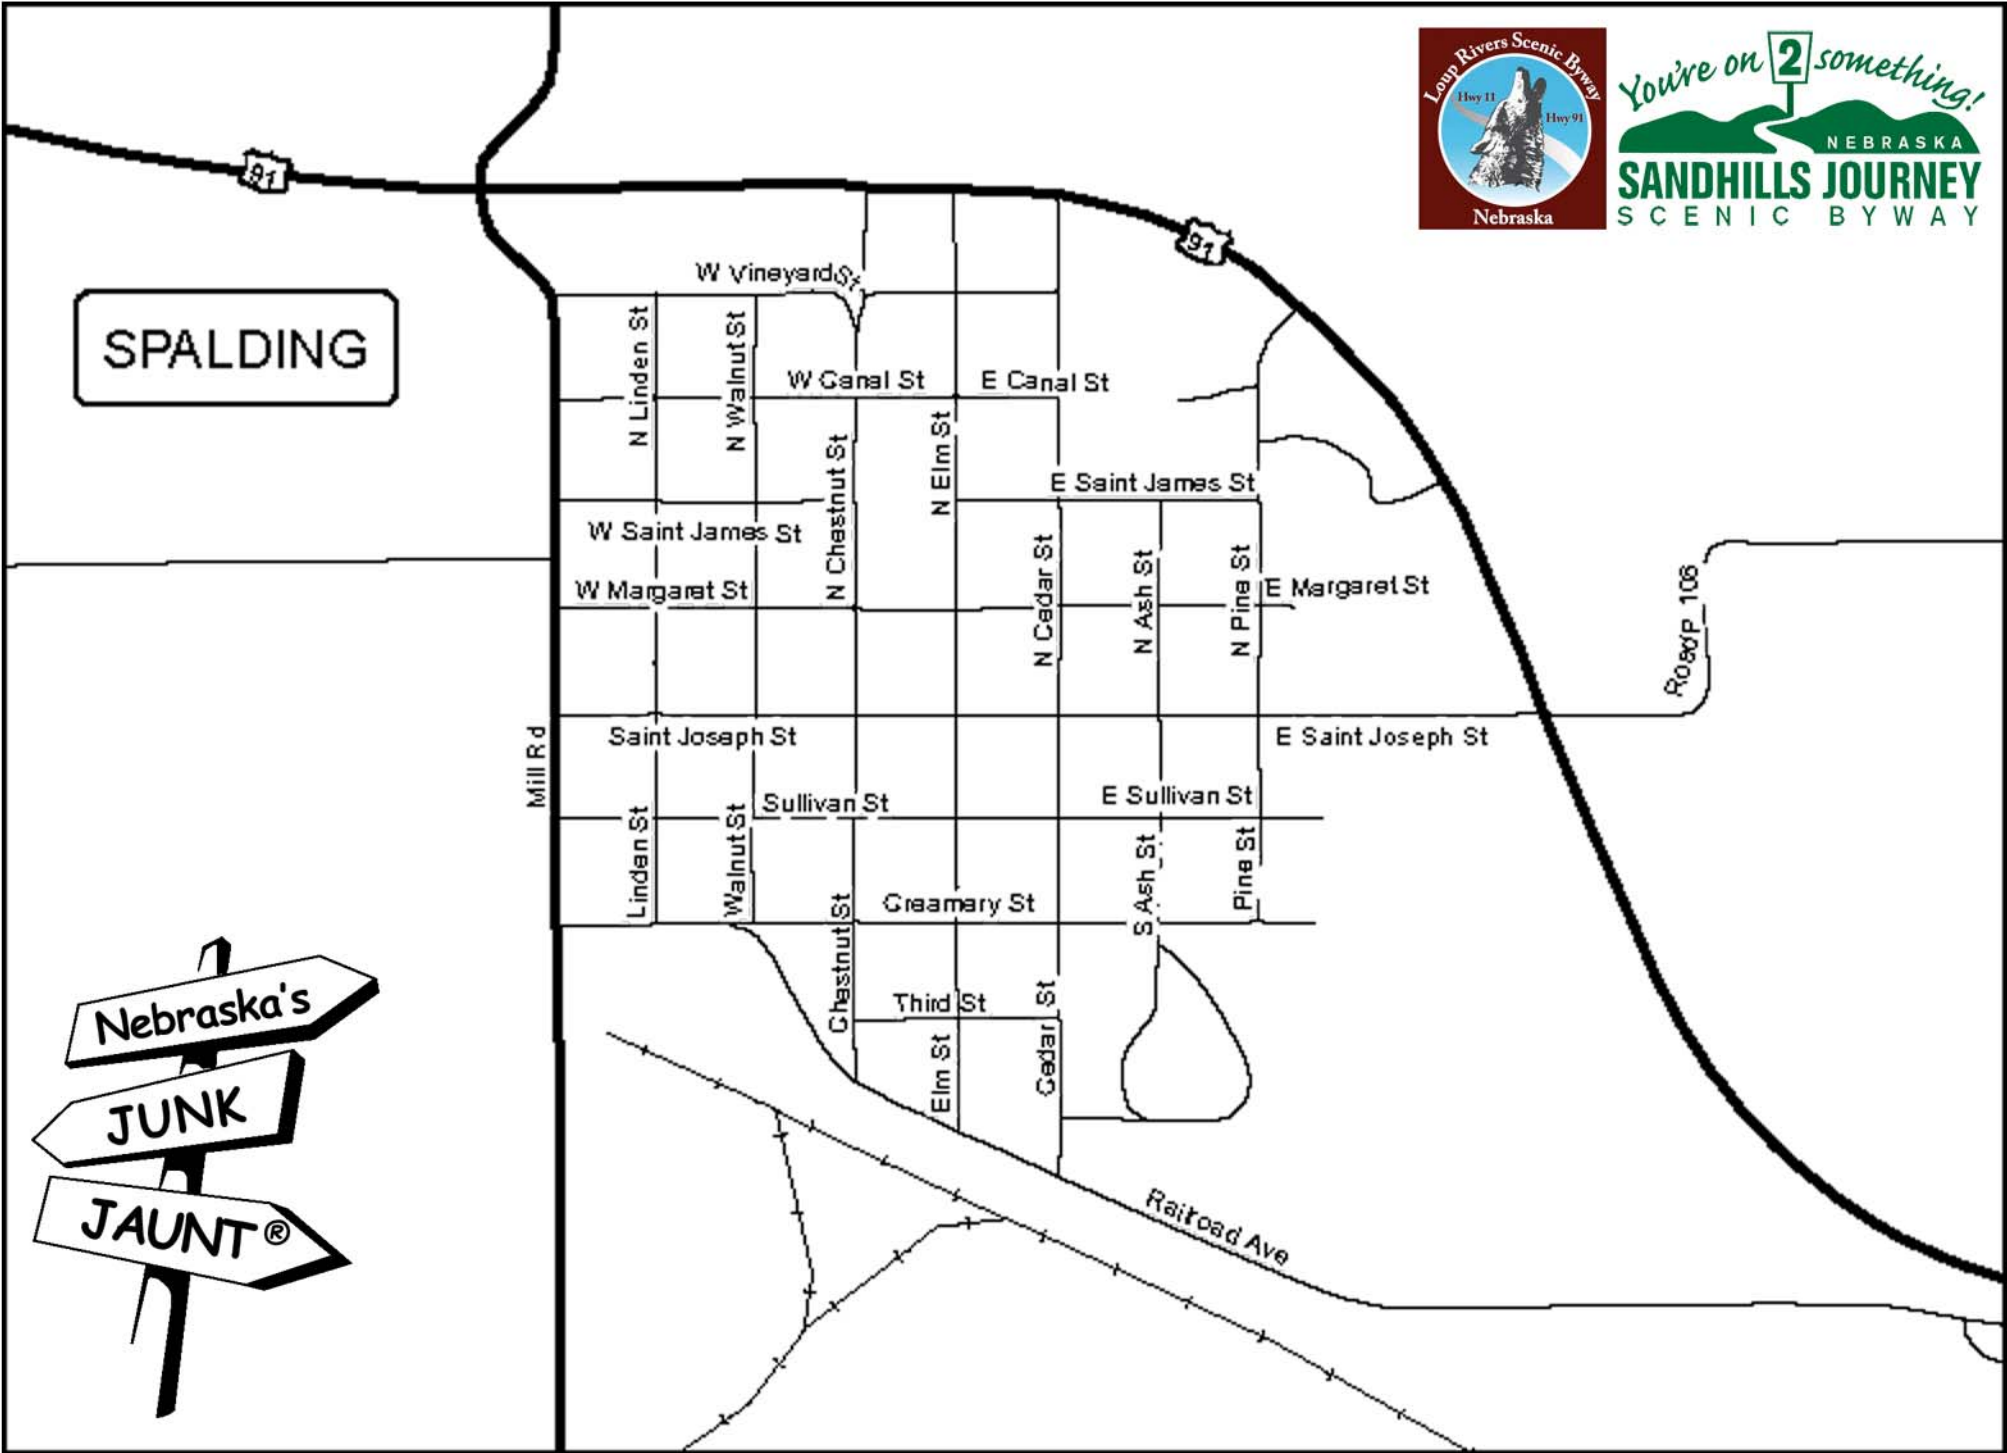 Loup Rivers Scenic Byway
Hwy 11
Hwy 91
Nebraska
You're on 2 something!
NEBRASKA
SANDHILLS JOURNEY
SCENIC BYWAY
91
91
SPALDING
W Vineyard St
N Linden St
N Walnut St
W Canal St
E Canal St
N Chestnut St
N Elm St
E Saint James St
W Saint James St
N Cedar St
N Ash St
N Pine St
W Margaret St
E Margaret St
Road P 106
Mill Rd
Saint Joseph St
E Saint Joseph St
Sullivan St
E Sullivan St
Linden St
Walnut St
Chestnut St
Creamery St
S Ash St
Pine St
Third St
Elm St
Cedar St
Railroad Ave
Nebraska's
JUNK
JAUNT®